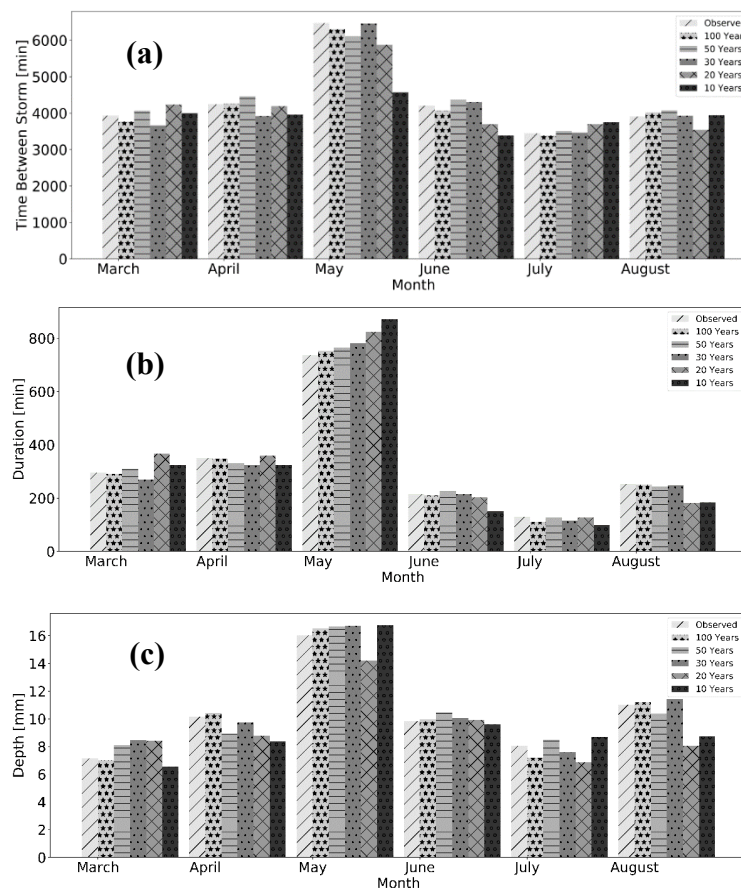 (a)
Time Between Storm [min]
6000
5000
4000
3000
2000
1000
0
Observed
100 Years
50 Years
30 Years
20 Years
10 Years
March April May June July August
Month
(b)
Duration [min]
800
600
400
200
0
Observed
100 Years
50 Years
30 Years
20 Years
10 Years
March April May June July August
Month
(c)
Depth [mm]
16
14
12
10
8
6
4
2
0
Observed
100 Years
50 Years
30 Years
20 Years
10 Years
March April May June July August
Month